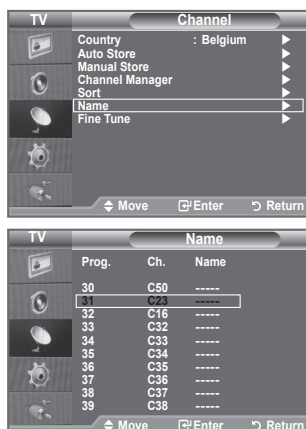 TV Channel
Country : Belgium ▶
Auto Store ▶
Manual Store ▶
Channel Manager ▶
Sort ▶
Name ▶
Fine Tune ▶
Move Enter Return
TV Name
Prog. Ch. Name
30 C50 -----
31 C23 -----
32 C16 -----
33 C32 -----
34 C33 -----
35 C34 -----
36 C35 -----
37 C36 -----
38 C37 -----
39 C38 -----
Move Enter Return